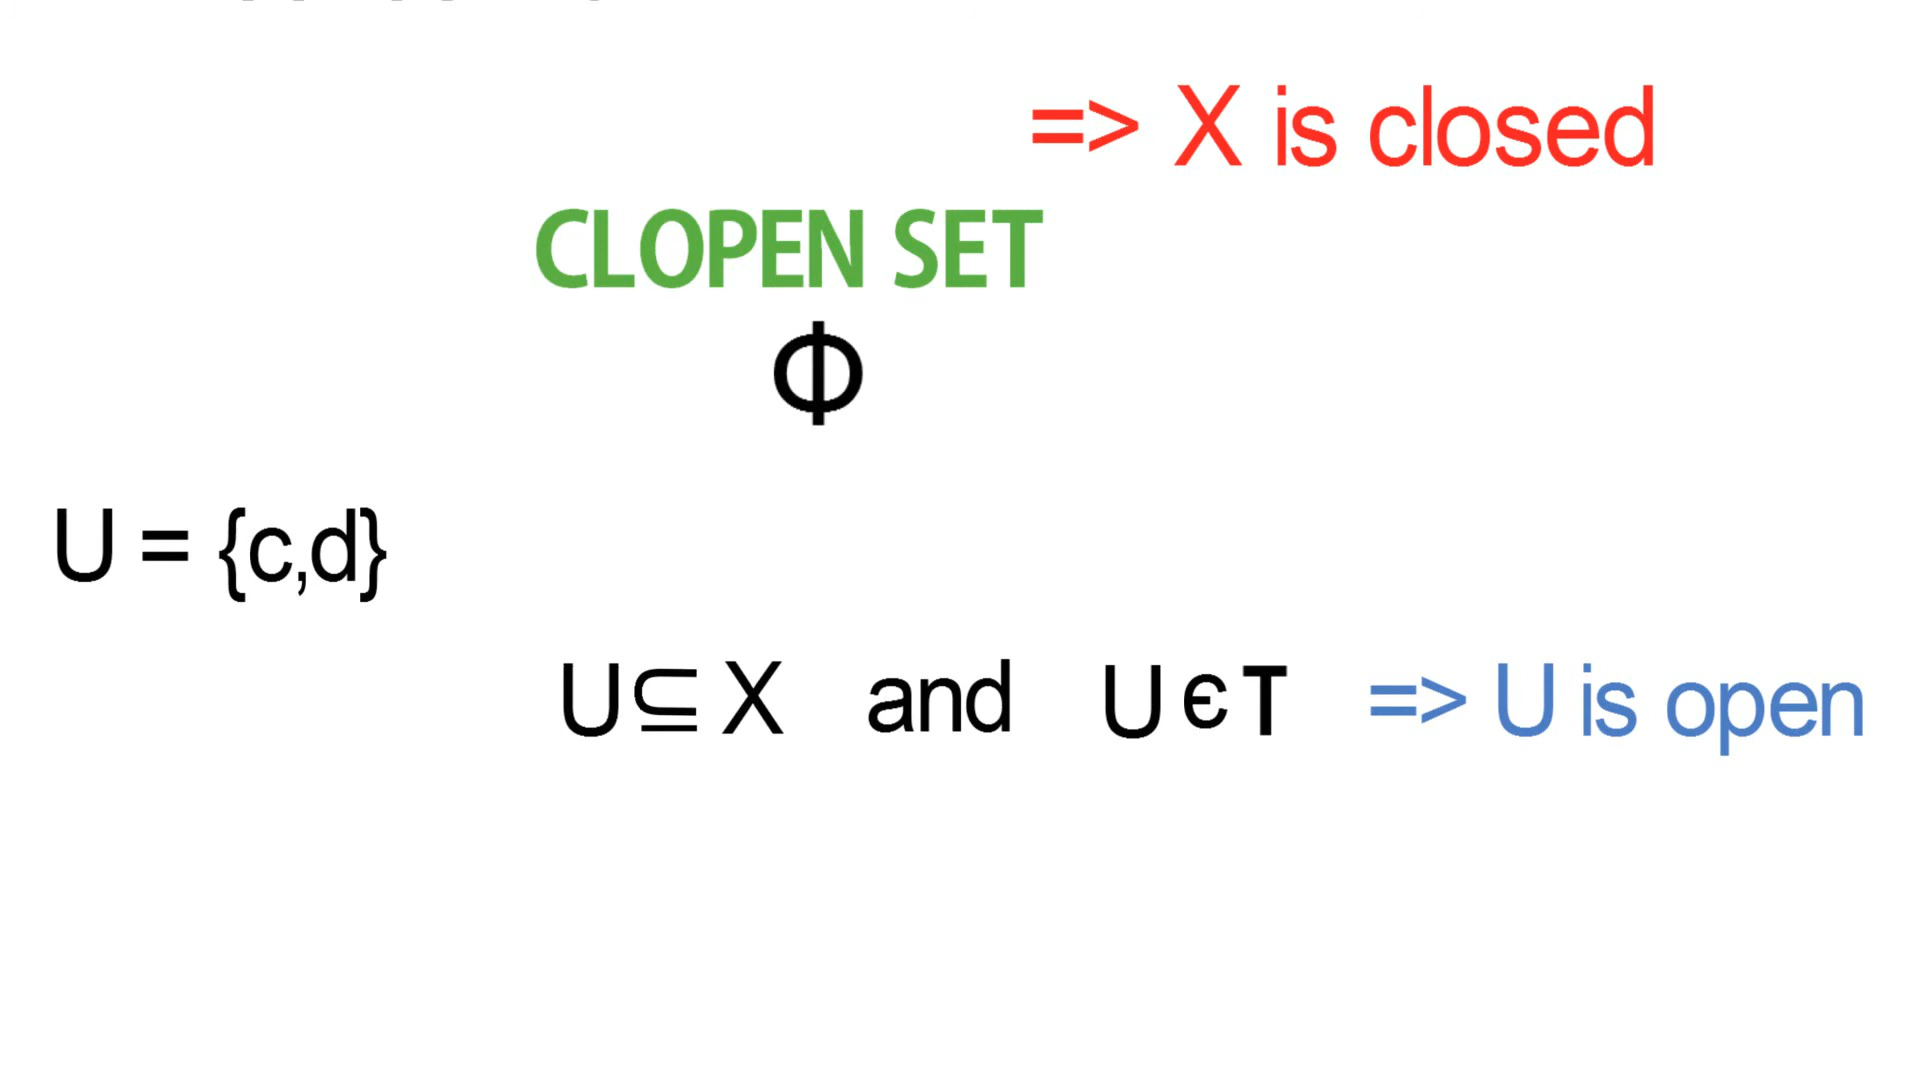 => X is closed
CLOPEN SET
Φ
U = {c,d}
U ⊆ X and U є T => U is open